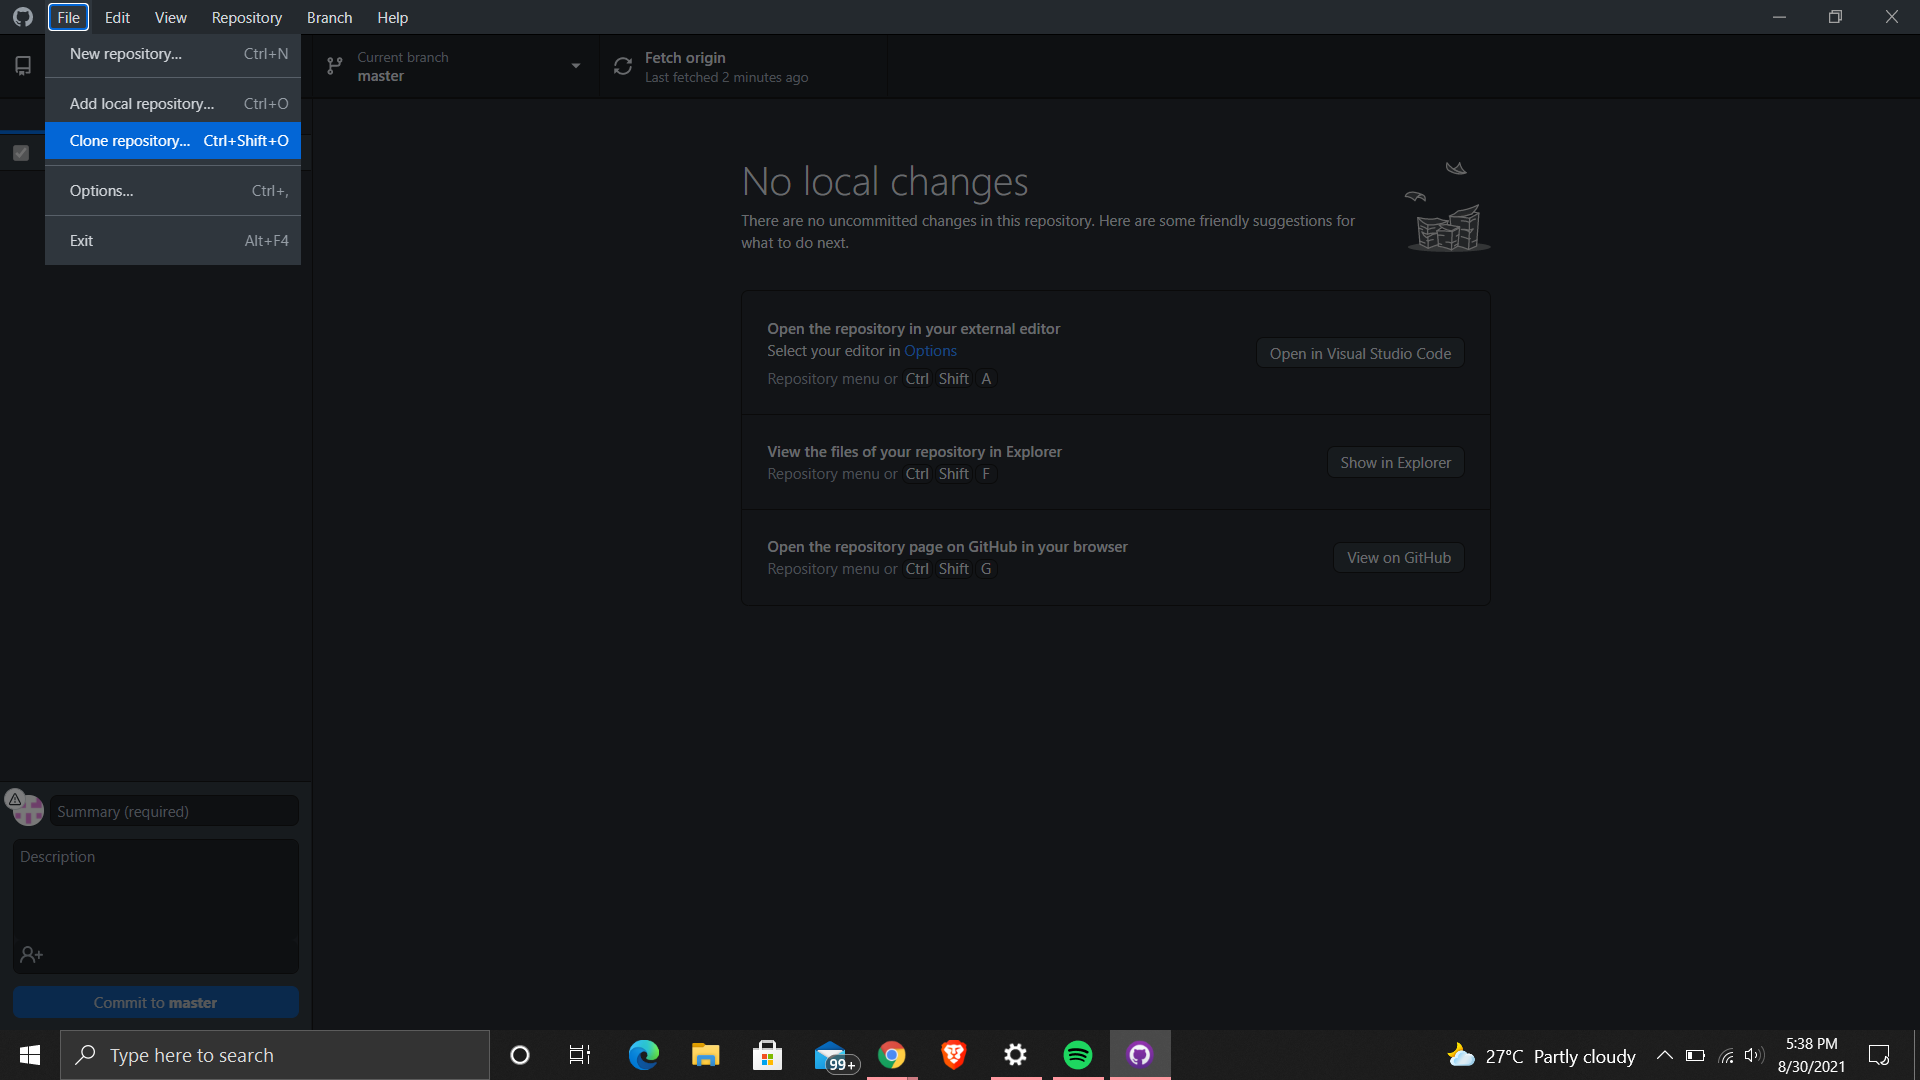 File Edit View Repository Branch Help
New repository... Ctrl+N
Add local repository... Ctrl+O
Clone repository... Ctrl+Shift+O
Options... Ctrl+,
Exit Alt+F4
Current branch
master
Fetch origin
Last fetched 2 minutes ago
No local changes
There are no uncommitted changes in this repository. Here are some friendly suggestions for
what to do next.
Open the repository in your external editor
Select your editor in Options
Repository menu or Ctrl Shift A
Open in Visual Studio Code
View the files of your repository in Explorer
Repository menu or Ctrl Shift F
Show in Explorer
Open the repository page on GitHub in your browser
Repository menu or Ctrl Shift G
View on GitHub
Summary (required)
Description
Commit to master
Type here to search
99+
27°C Partly cloudy
5:38 PM
8/30/2021